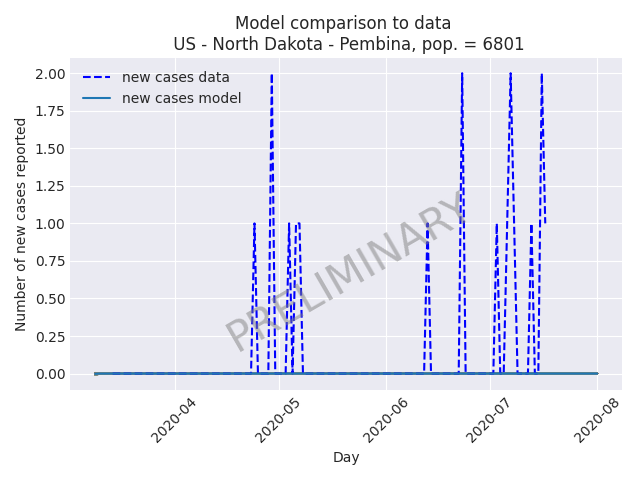 Model comparison to data
US - North Dakota - Pembina, pop. = 6801
new cases data
new cases model
Number of new cases reported
2.00
1.75
1.50
1.25
1.00
0.75
0.50
0.25
0.00
PRELIMINARY
2020-04
2020-05
2020-06
2020-07
2020-08
Day